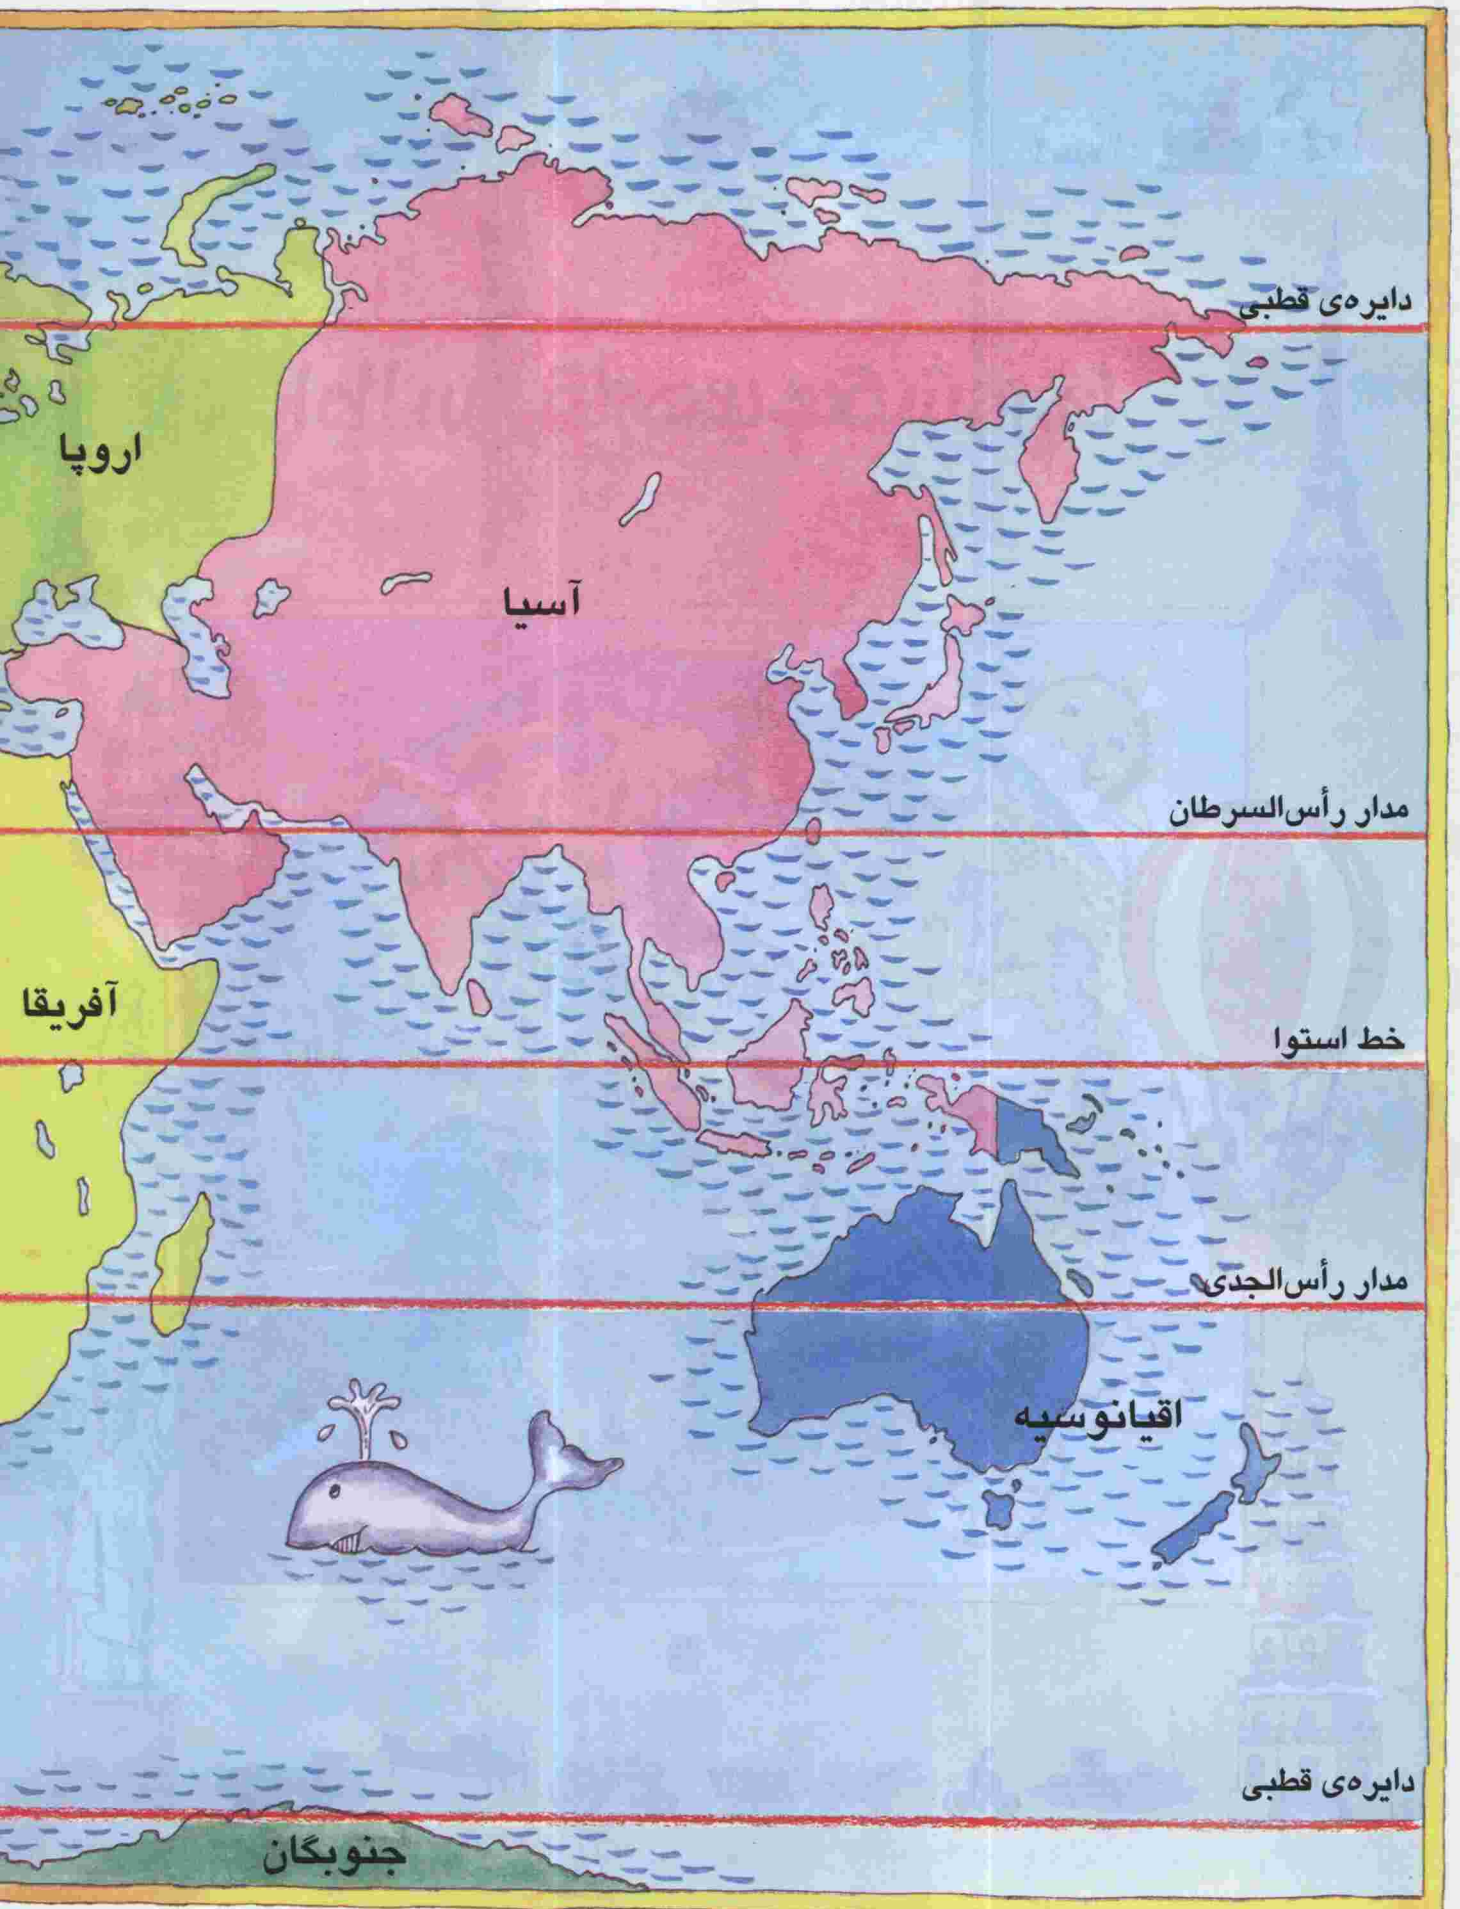 دایره‌ی قطبی
اروپا
آسیا
مدار رأس‌السرطان
آفریقا
خط استوا
مدار رأس‌الجدی
اقیانوسیه
دایره‌ی قطبی
جنوبگان